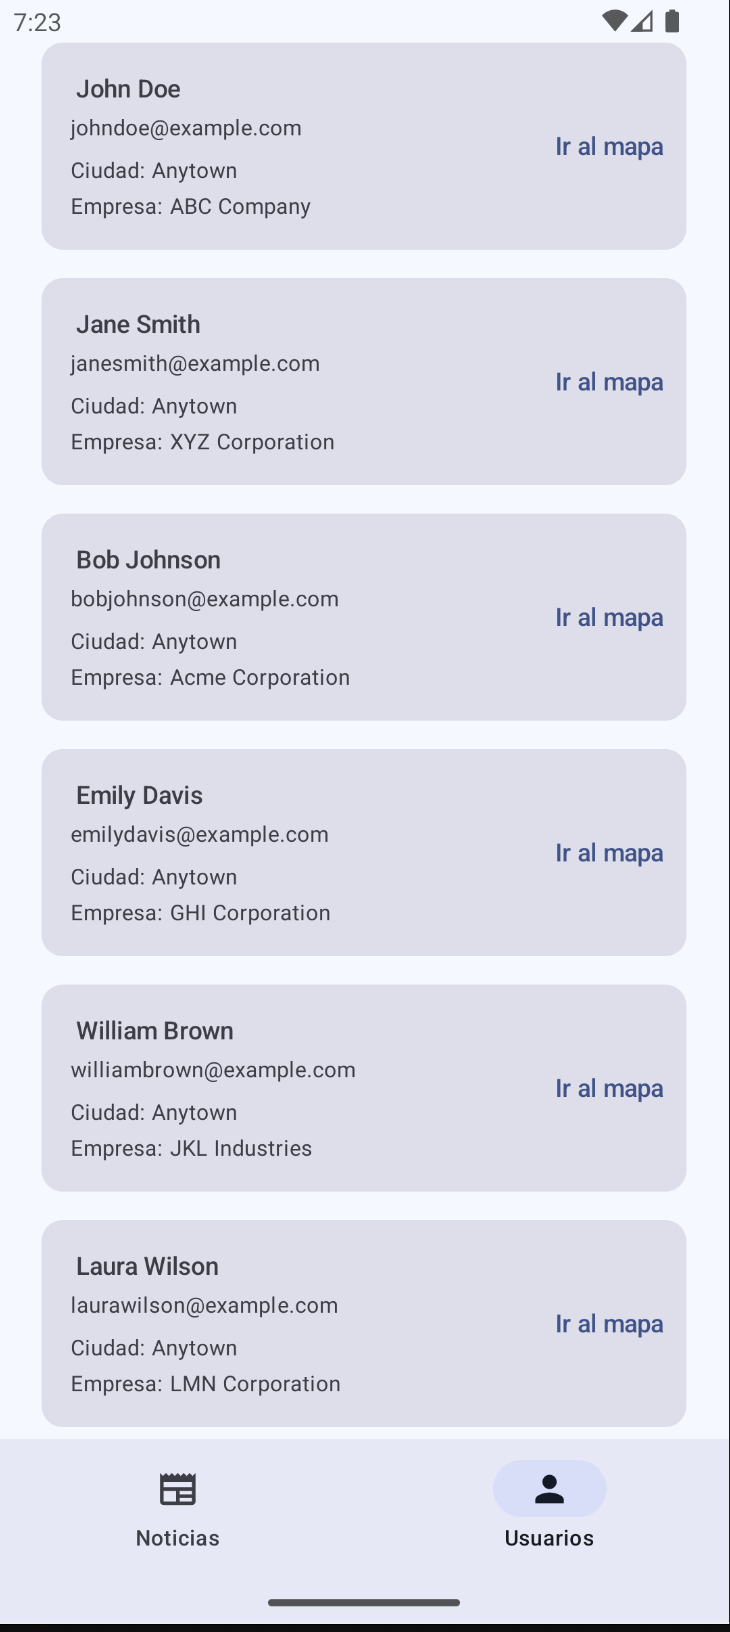 7:23
John Doe
johndoe@example.com
Ciudad: Anytown
Empresa: ABC Company
Ir al mapa
Jane Smith
janesmith@example.com
Ciudad: Anytown
Empresa: XYZ Corporation
Ir al mapa
Bob Johnson
bobjohnson@example.com
Ciudad: Anytown
Empresa: Acme Corporation
Ir al mapa
Emily Davis
emilydavis@example.com
Ciudad: Anytown
Empresa: GHI Corporation
Ir al mapa
William Brown
williambrown@example.com
Ciudad: Anytown
Empresa: JKL Industries
Ir al mapa
Laura Wilson
laurawilson@example.com
Ciudad: Anytown
Empresa: LMN Corporation
Ir al mapa
Noticias
Usuarios